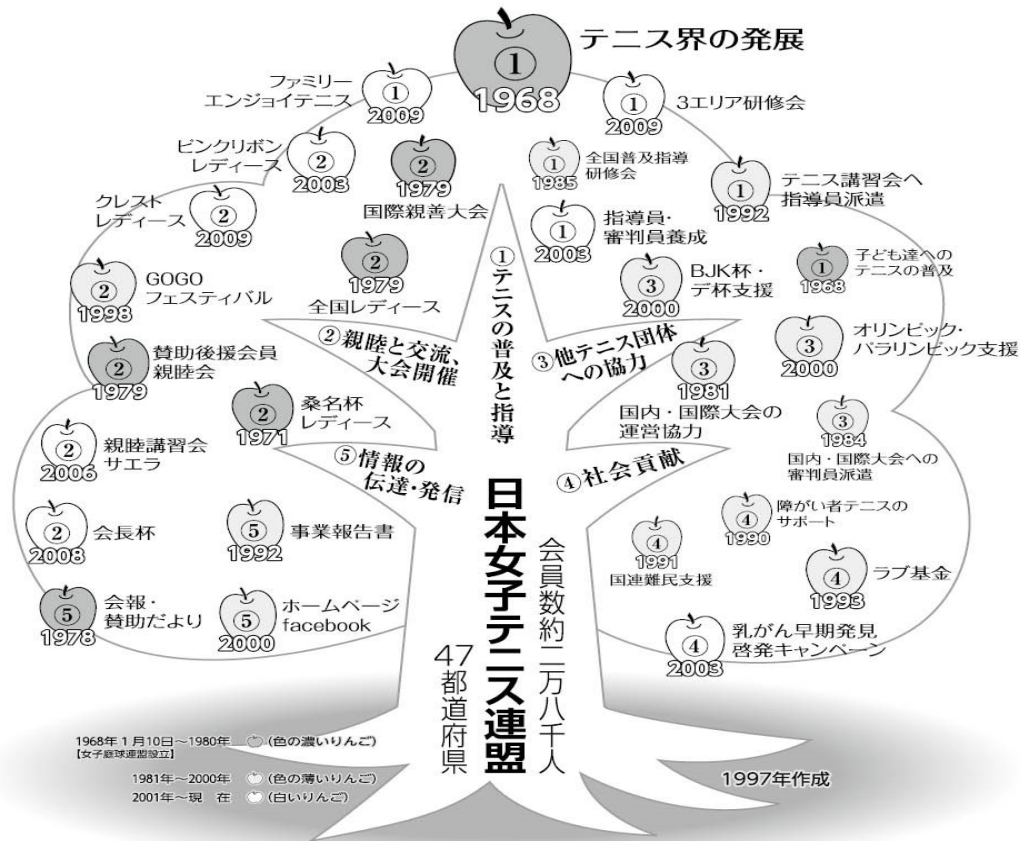 テニス界の発展
①
1968
ファミリー
エンジョイテニス
①
2009
①
2009
3エリア研修会
ピンクリボン
レディース
②
2003
②
1979
国際親善大会
①
1985
全国普及指導
研修会
①
1992
テニス講習会へ
指導員派遣
クレスト
レディース
②
2009
①
2003
指導員・
審判員養成
②
1979
全国レディース
③
2000
BJK杯・
デ杯支援
①
1968
子ども達への
テニスの普及
②
1998
GOGO
フェスティバル
③
2000
オリンピック・
パラリンピック支援
①テニスの普及と指導
②親睦と交流、
大会開催
③他テニス団体
への協力
②
1979
賛助後援会員
親睦会
③
1981
国内・国際大会の
運営協力
②
1971
桑名杯
レディース
③
1984
国内・国際大会への
審判員派遣
②
2006
親睦講習会
サエラ
⑤情報の
伝達・発信
④社会貢献
②
2008
会長杯
⑤
1992
事業報告書
④
1990
障がい者テニスの
サポート
④
1991
国連難民支援
④
1993
ラブ基金
⑤
1978
会報・
賛助だより
⑤
2000
ホームページ
facebook
④
2003
乳がん早期発見
啓発キャンペーン
会員数約二万八千人
日本女子テニス連盟
47都道府県
1968年1月10日～1980年 (色の濃いりんご)
【女子庭球連盟設立】
1981年～2000年 (色の薄いりんご)
2001年～現 在 (白いりんご)
1997年作成